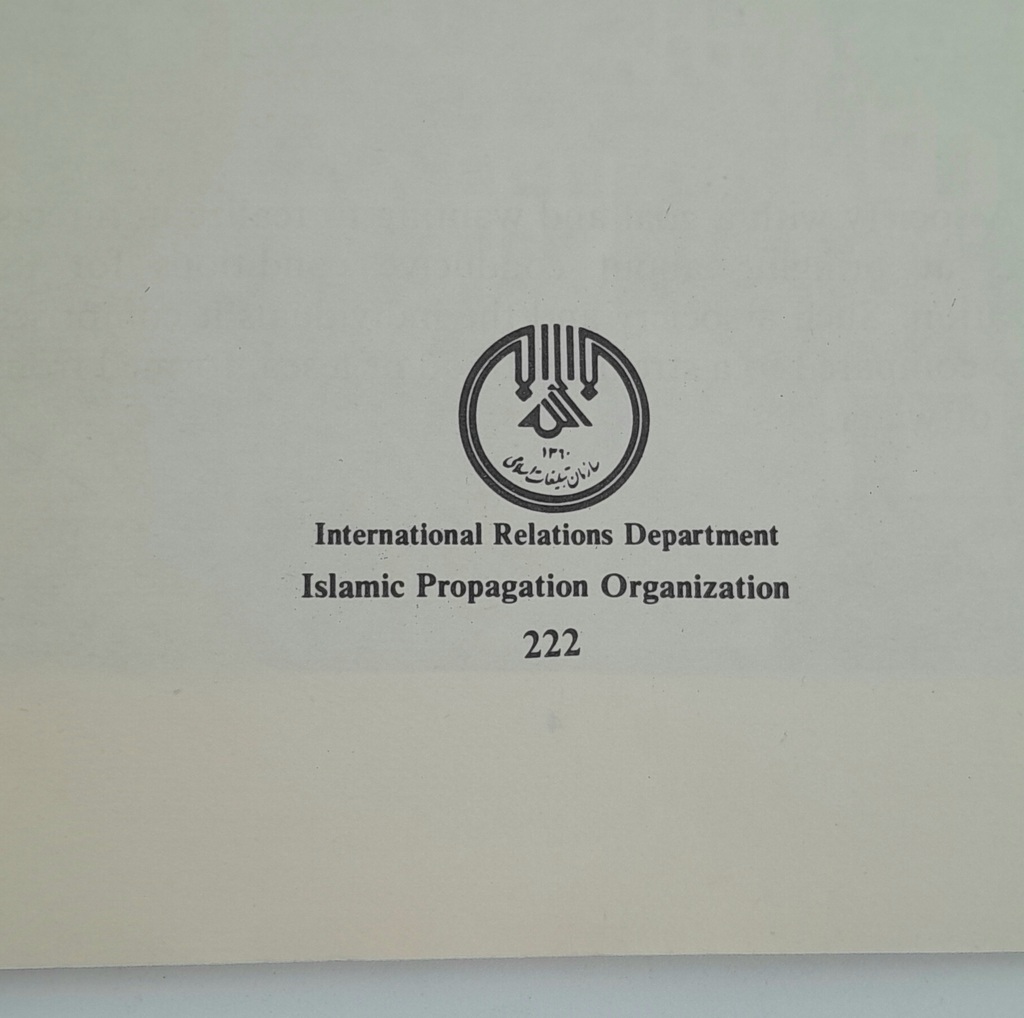 الله
۱۳۶۰
سازمان تبلیغات اسلامی
International Relations Department
Islamic Propagation Organization
222